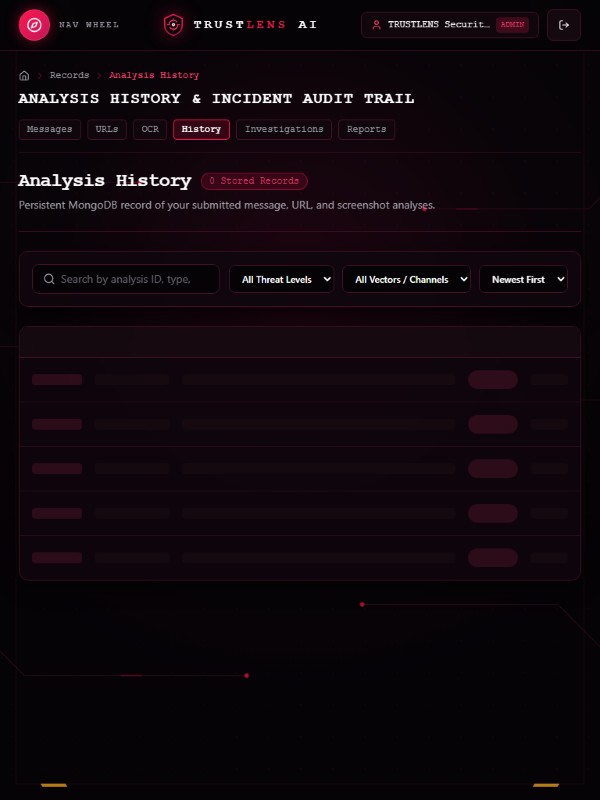 NAV WHEEL
TRUSTLENS AI
TRUSTLENS Securit…
ADMIN
Records
Analysis History
ANALYSIS HISTORY & INCIDENT AUDIT TRAIL
Messages
URLs
OCR
History
Investigations
Reports
Analysis History
0 Stored Records
Persistent MongoDB record of your submitted message, URL, and screenshot analyses.
Search by analysis ID, type,
All Threat Levels
All Vectors / Channels
Newest First